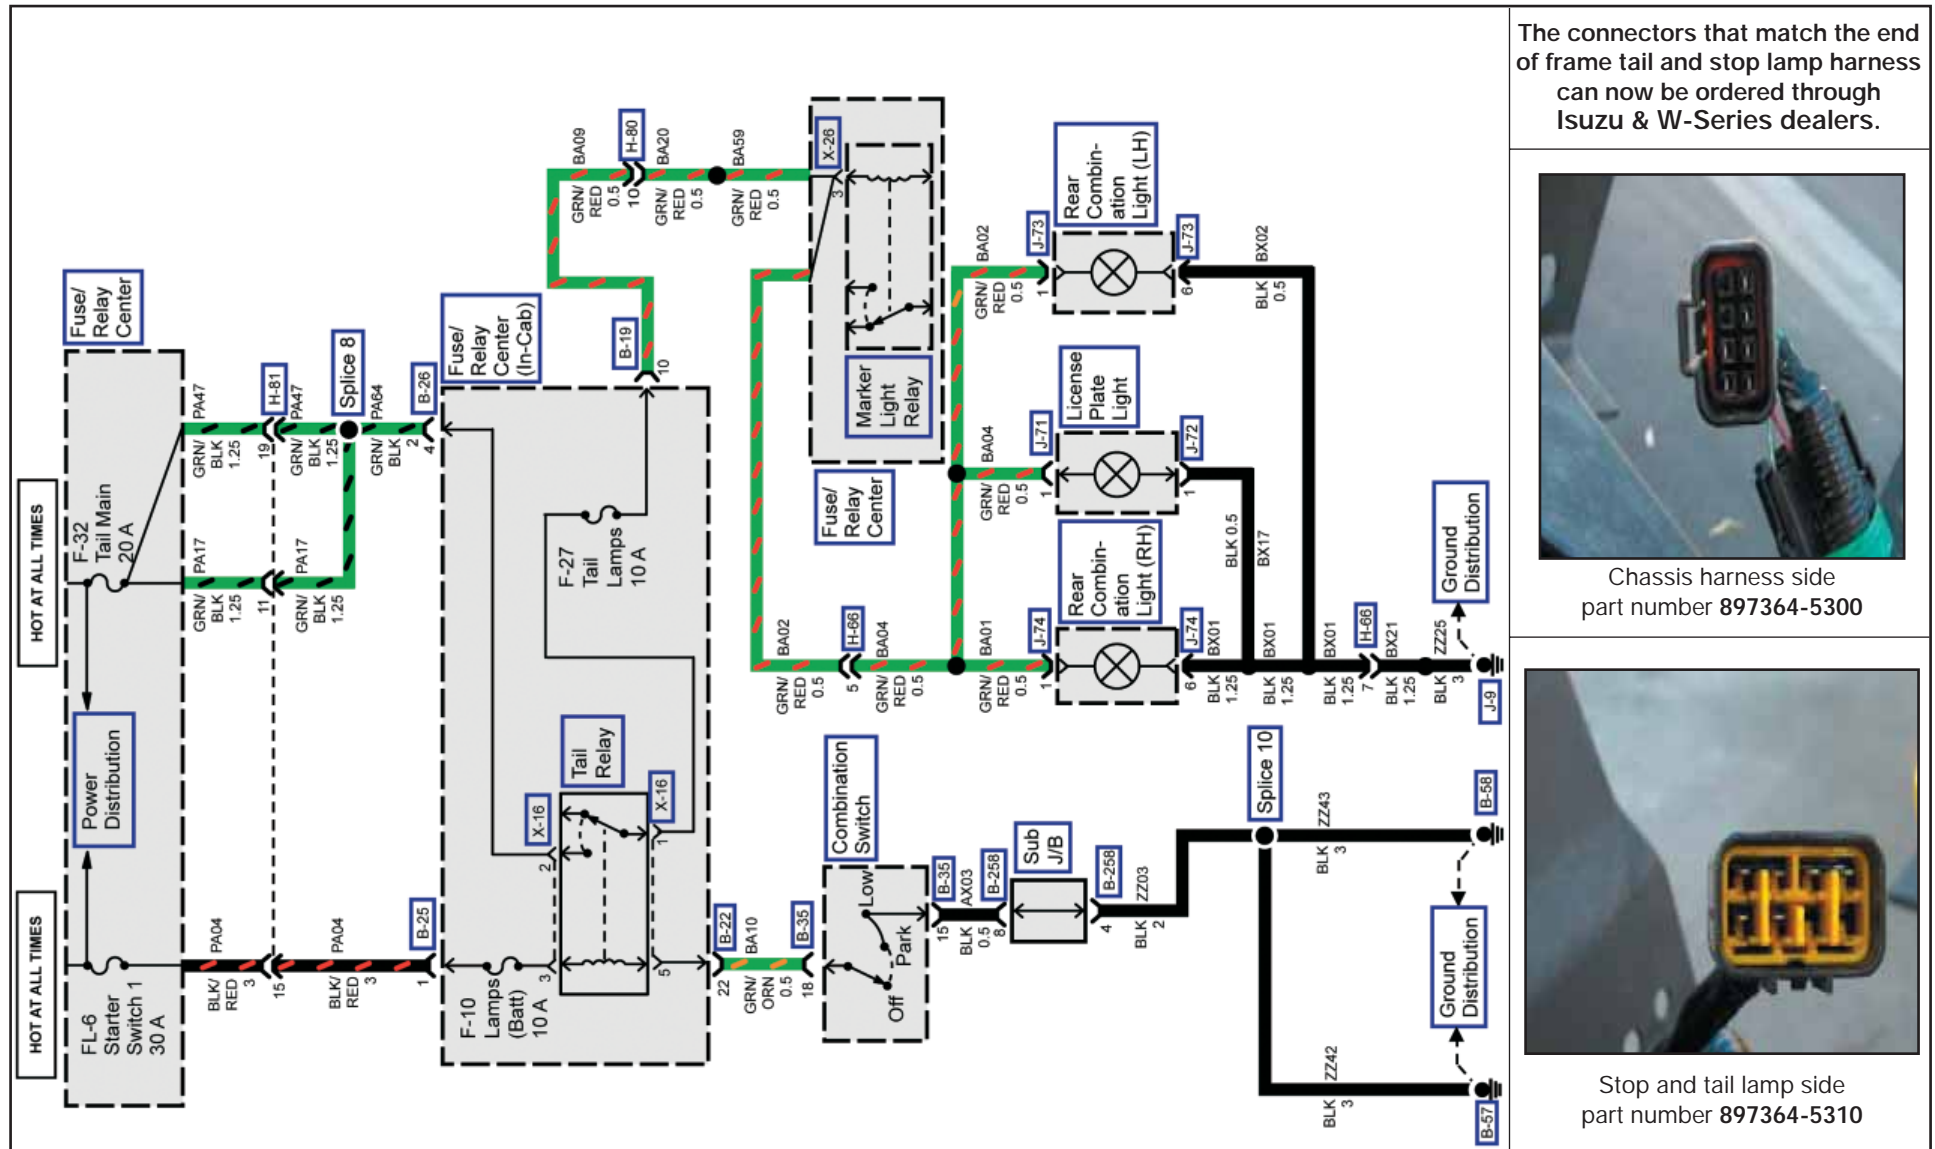 HOT AT ALL TIMES
F-32
Tail Main
20 A
Fuse/
Relay
Center
Power
Distribution
HOT AT ALL TIMES
FL-6
Starter
Switch 1
30 A
PA47
GRN/
BLK
1.25
19
H-81
PA47
GRN/
BLK
1.25
Splice 8
PA64
GRN/
BLK
2
4
B-26
PA17
GRN/
BLK
1.25
11
PA17
GRN/
BLK
1.25
PA04
BLK/
RED
3
15
PA04
BLK/
RED
3
1
B-25
Fuse/
Relay
Center
(In-Cab)
F-27
Tail
Lamps
10 A
Tail
Relay
X-16
2
X-16
1
3
5
F-10
Lamps
(Batt)
10 A
B-19
10
BA09
GRN/
RED
0.5
10
H-80
BA20
GRN/
RED
0.5
BA59
GRN/
RED
0.5
X-26
3
Marker
Light
Relay
Fuse/
Relay
Center
B-22
22
BA10
GRN/
ORN
0.5
18
B-35
Combination
Switch
Low
Park
Off
B-35
15
AX03
BLK
0.5
8
B-258
Sub
J/B
B-258
4
ZZ03
BLK
2
Splice 10
ZZ43
BLK
3
B-58
ZZ42
BLK
3
B-57
Ground
Distribution
BA02
GRN/
RED
0.5
5
H-66
BA04
GRN/
RED
0.5
BA01
GRN/
RED
0.5
1
J-74
Rear
Combin-
ation
Light (RH)
J-74
6
BX01
BLK
1.25
BX01
BLK
1.25
BX01
BLK
1.25
7
H-66
BX21
BLK
1.25
ZZ25
BLK
3
J-9
Ground
Distribution
BA04
GRN/
RED
0.5
1
J-71
License
Plate
Light
J-72
1
BLK 0.5
BX17
BA02
GRN/
RED
0.5
1
J-73
Rear
Combin-
ation
Light (LH)
J-73
6
BX02
BLK
0.5
The connectors that match the end
of frame tail and stop lamp harness
can now be ordered through
Isuzu & W-Series dealers.
Chassis harness side
part number 897364-5300
Stop and tail lamp side
part number 897364-5310